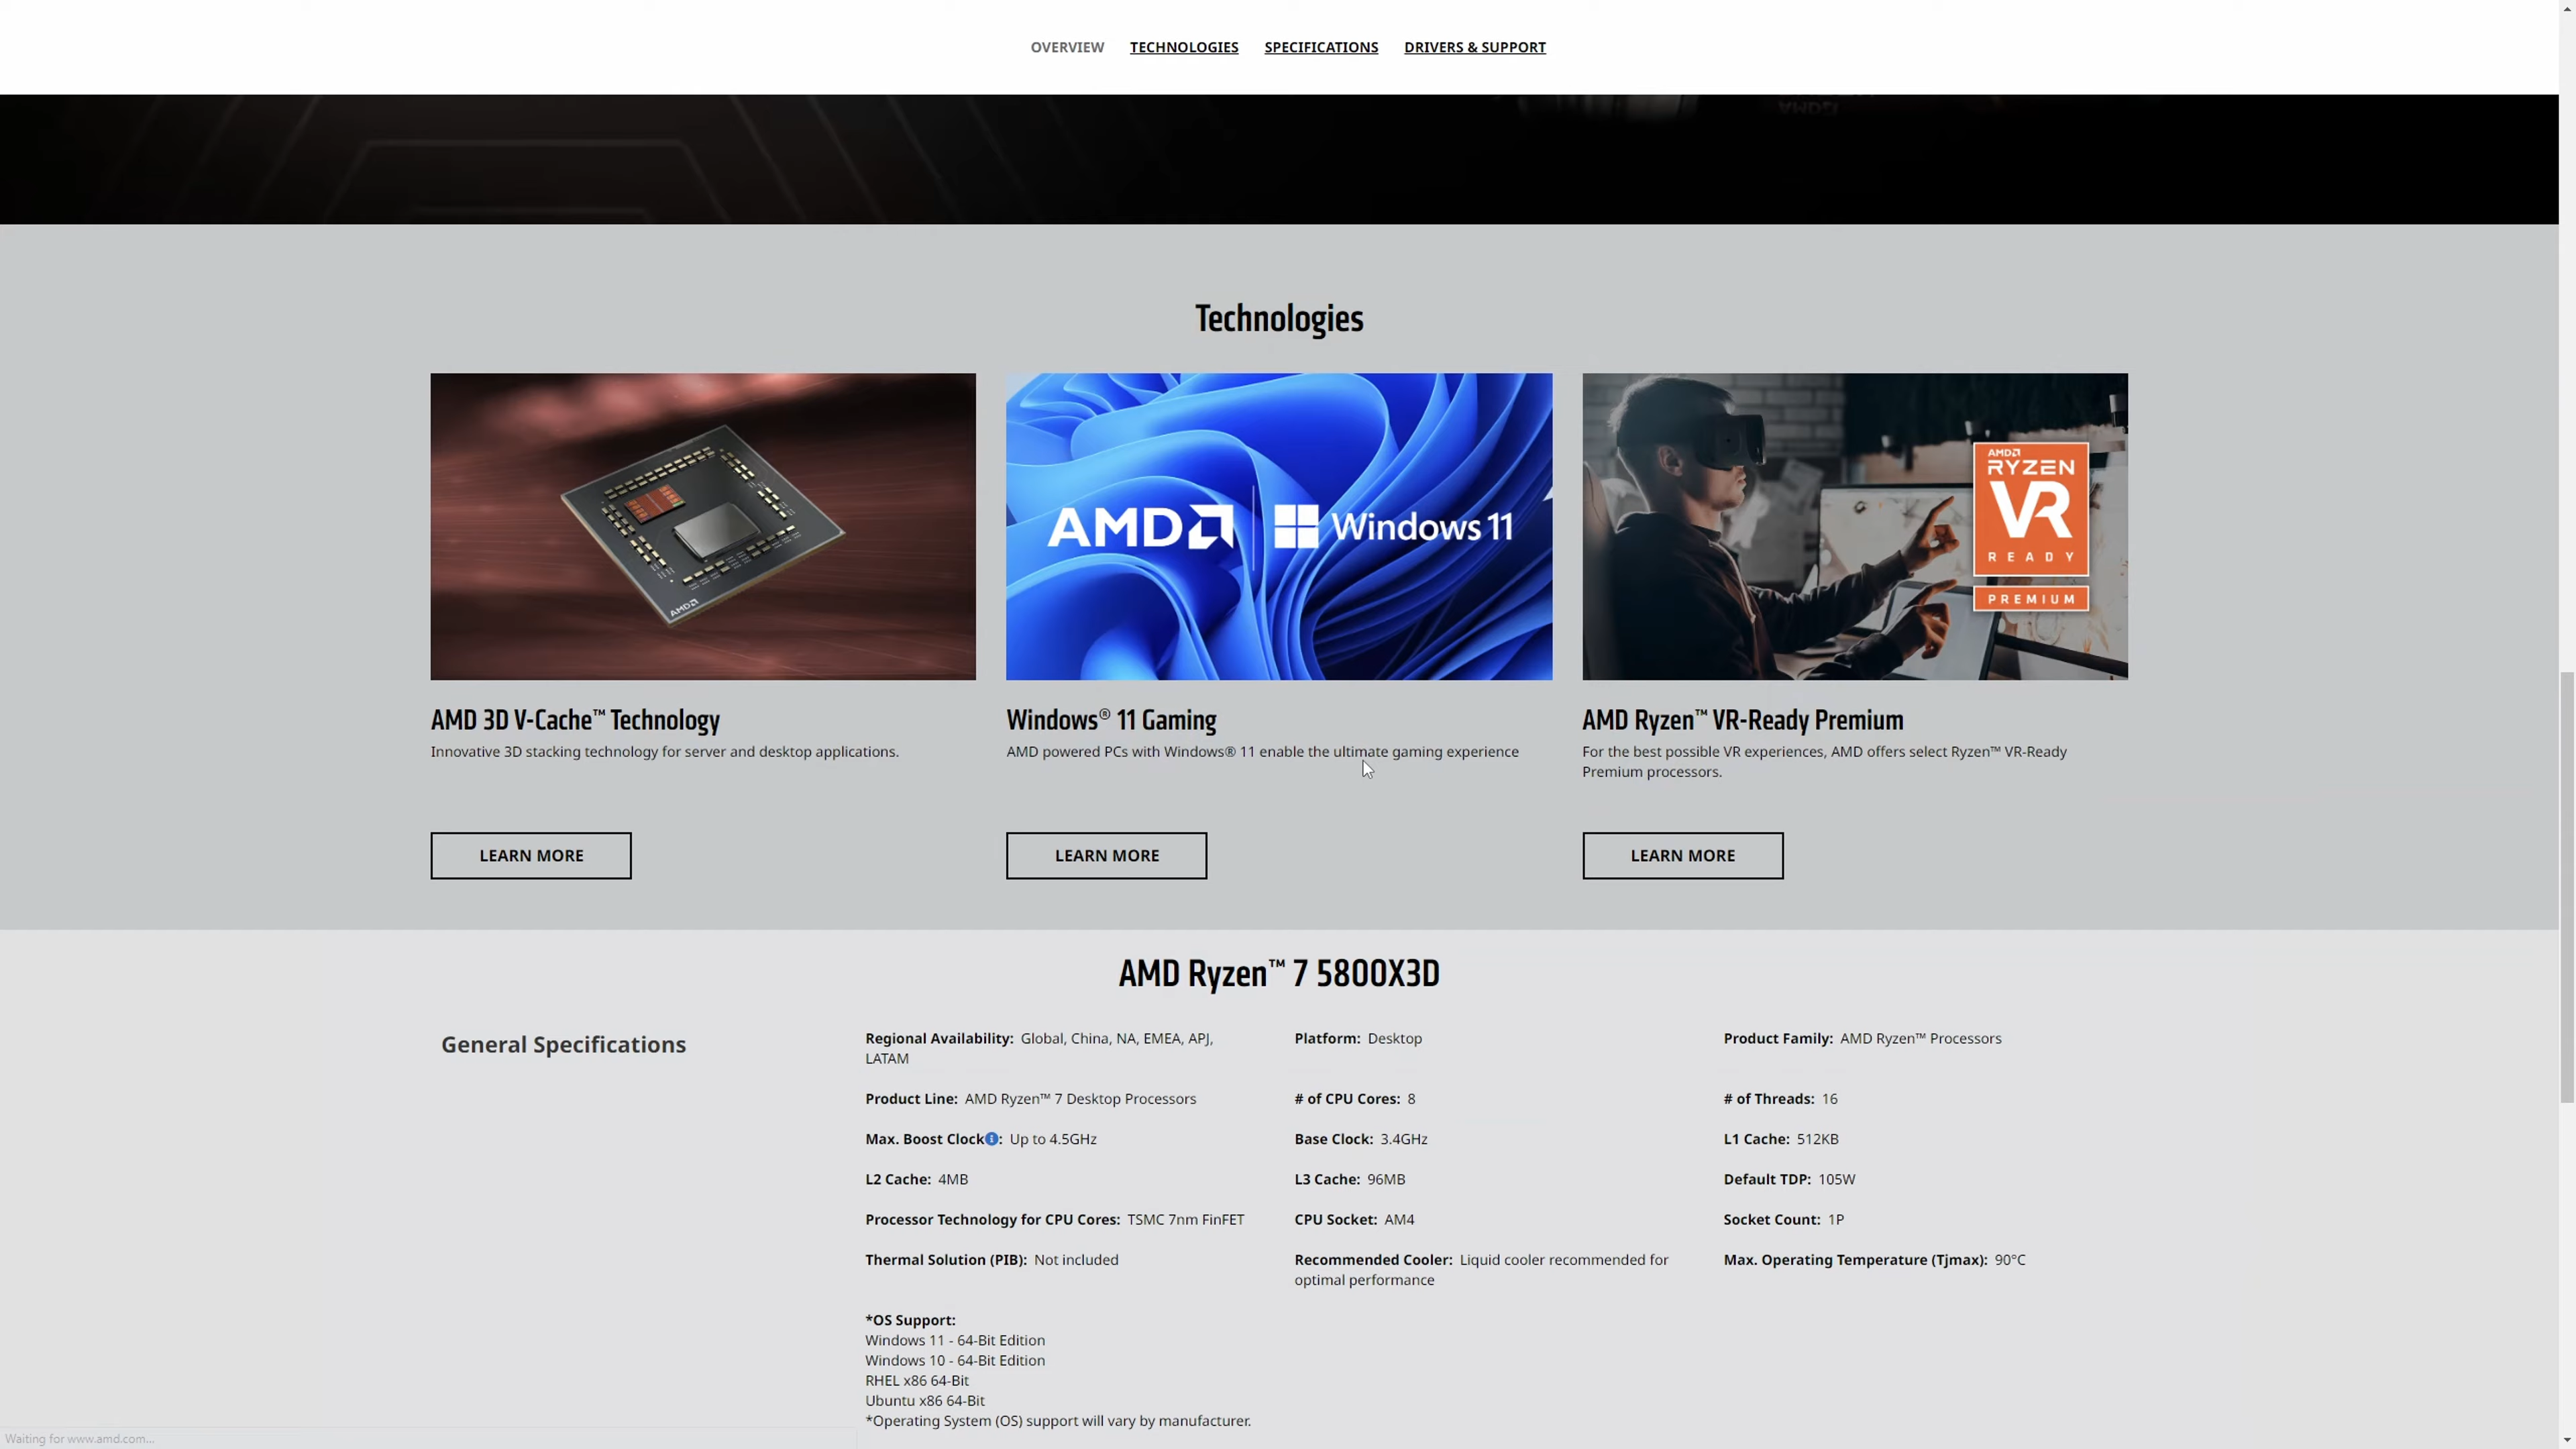 OVERVIEW TECHNOLOGIES SPECIFICATIONS DRIVERS & SUPPORT
Technologies
AMD
AMD Windows 11
AMD
RYZEN
VR
READY
PREMIUM
AMD 3D V-Cache™ Technology
Innovative 3D stacking technology for server and desktop applications.
LEARN MORE
Windows® 11 Gaming
AMD powered PCs with Windows® 11 enable the ultimate gaming experience
LEARN MORE
AMD Ryzen™ VR-Ready Premium
For the best possible VR experiences, AMD offers select Ryzen™ VR-Ready
Premium processors.
LEARN MORE
AMD Ryzen™ 7 5800X3D
General Specifications
Regional Availability: Global, China, NA, EMEA, APJ,
LATAM
Platform: Desktop
Product Family: AMD Ryzen™ Processors
Product Line: AMD Ryzen™ 7 Desktop Processors
# of CPU Cores: 8
# of Threads: 16
Max. Boost Clock: Up to 4.5GHz
Base Clock: 3.4GHz
L1 Cache: 512KB
L2 Cache: 4MB
L3 Cache: 96MB
Default TDP: 105W
Processor Technology for CPU Cores: TSMC 7nm FinFET
CPU Socket: AM4
Socket Count: 1P
Thermal Solution (PIB): Not included
Recommended Cooler: Liquid cooler recommended for
optimal performance
Max. Operating Temperature (Tjmax): 90°C
*OS Support:
Windows 11 - 64-Bit Edition
Windows 10 - 64-Bit Edition
RHEL x86 64-Bit
Ubuntu x86 64-Bit
*Operating System (OS) support will vary by manufacturer.
Waiting for www.amd.com...